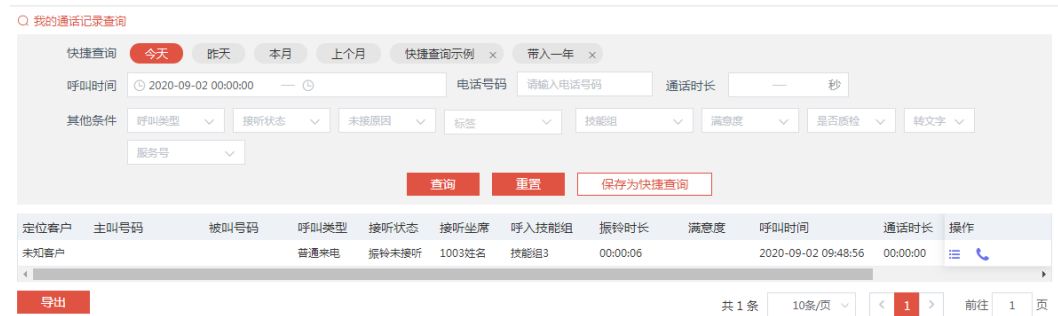 我的通话记录查询
快捷查询 今天 昨天 本月 上个月 快捷查询示例 × 带入一年 ×
呼叫时间 2020-09-02 00:00:00 — 电话号码 请输入电话号码 通话时长 — 秒
其他条件 呼叫类型 接听状态 未接原因 标签 技能组 满意度 是否质检 转文字
服务号
查询 重置 保存为快捷查询
定位客户 主叫号码 被叫号码 呼叫类型 接听状态 接听坐席 呼入技能组 振铃时长 满意度 呼叫时间 通话时长 操作
未知客户 普通来电 振铃未接听 1003姓名 技能组3 00:00:06 2020-09-02 09:48:56 00:00:00
导出 共 1 条 10条/页 < 1 > 前往 1 页